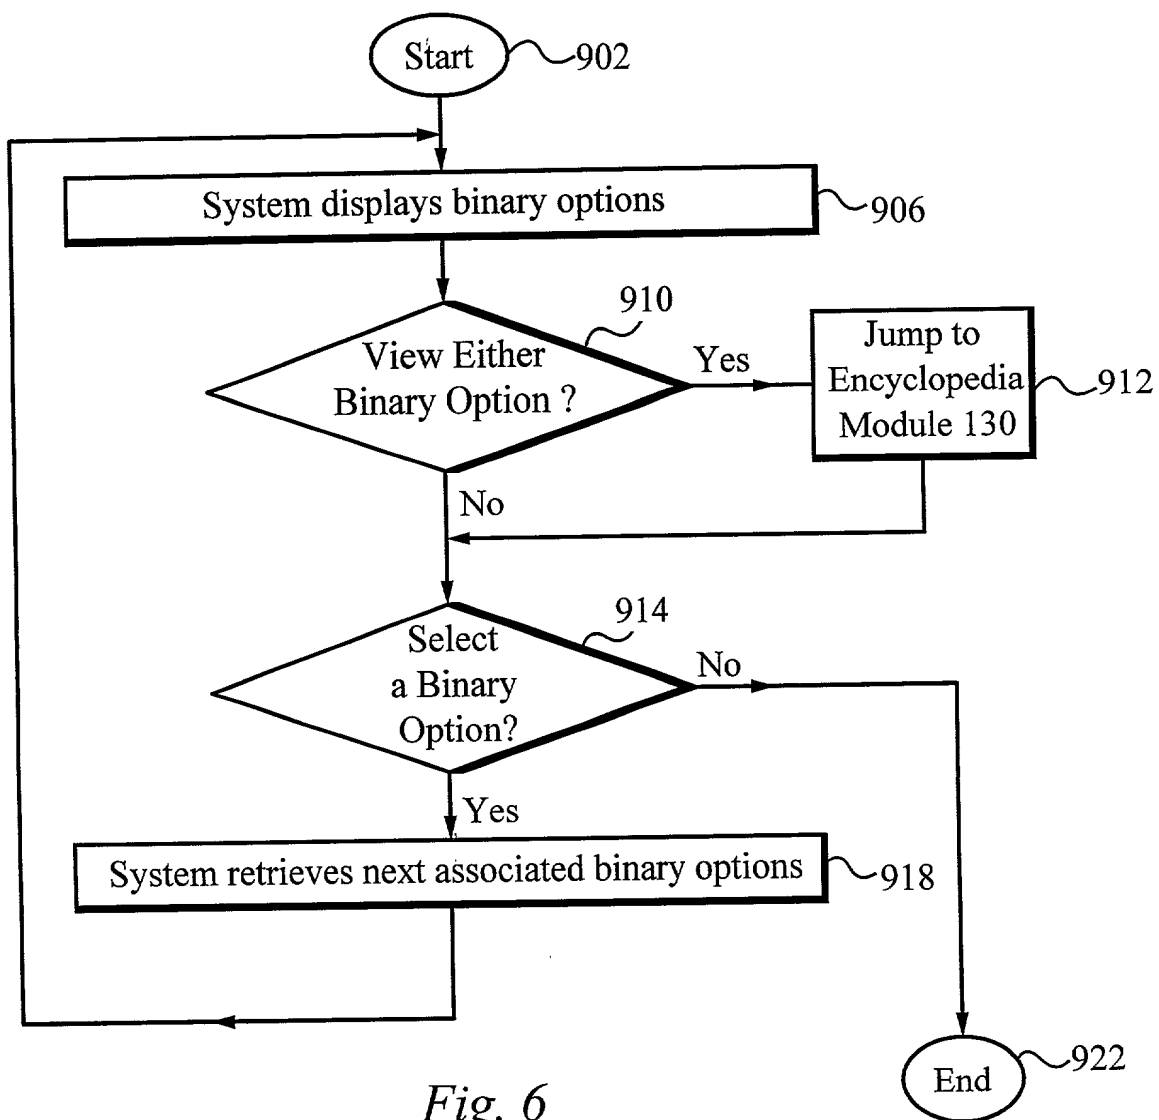 Start
902
System displays binary options
906
910
View Either
Binary Option ?
Yes
Jump to
Encyclopedia
Module 130
912
No
914
Select
a Binary
Option?
No
Yes
System retrieves next associated binary options
918
End
922
Fig. 6